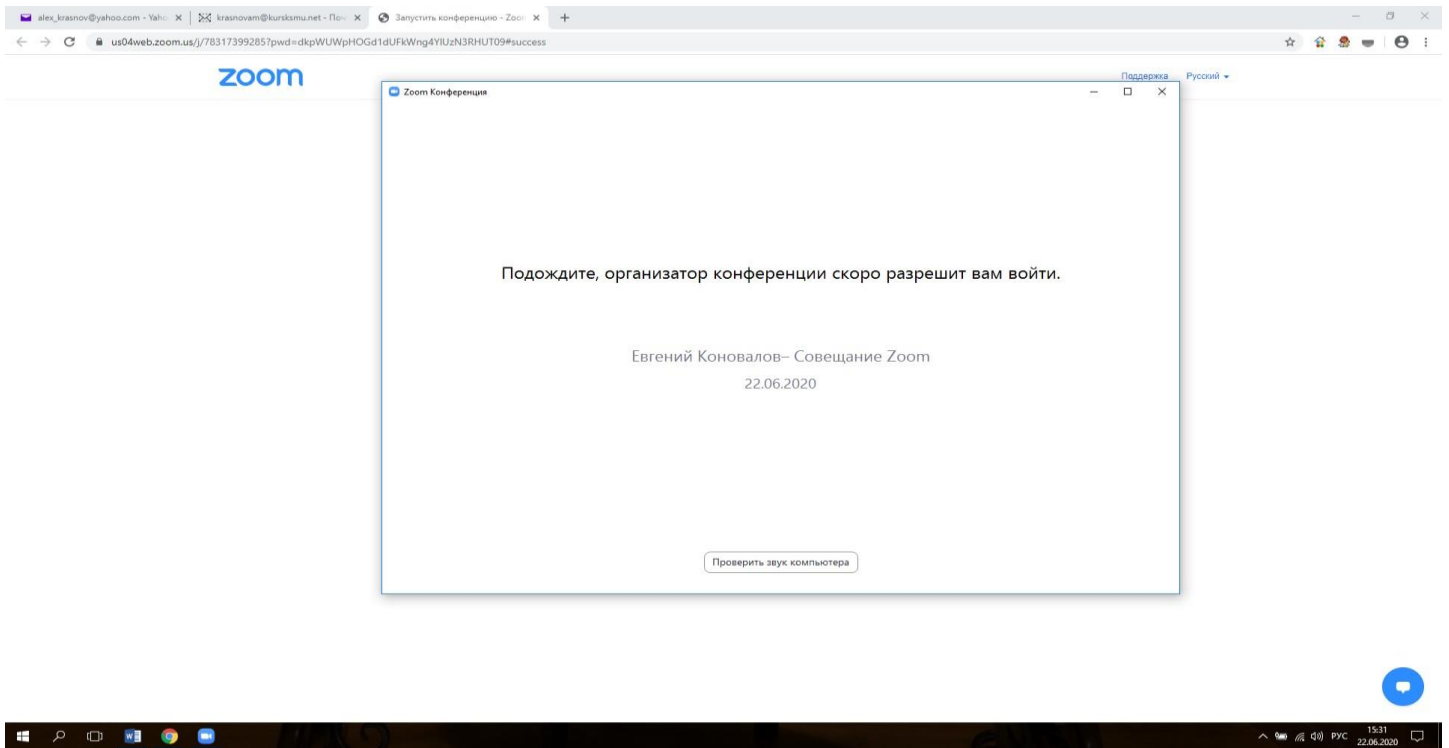 alex_krasnov@yahoo.com - Yaho
krasnovam@kursksmu.net - Поч
Запустить конференцию - Zoom
us04web.zoom.us/j/78317399285?pwd=dkpWUWpHOGd1dUFkWng4YlUzN3RHUT09#success
zoom
Поддержка
Русский
Zoom Конференция
Подождите, организатор конференции скоро разрешит вам войти.
Евгений Коновалов– Совещание Zoom
22.06.2020
Проверить звук компьютера
РУС
15:31
22.06.2020